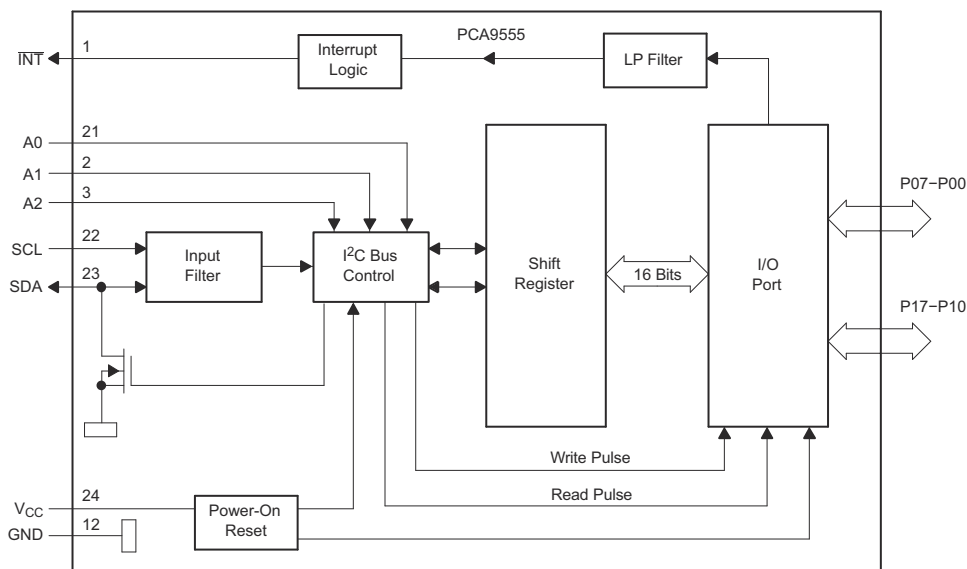 PCA9555
INT
1
Interrupt
Logic
LP Filter
A0
21
A1
2
A2
3
SCL
22
SDA
23
Input
Filter
I²C Bus
Control
Shift
Register
16 Bits
I/O
Port
P07–P00
P17–P10
Write Pulse
Read Pulse
VCC
24
GND
12
Power-On
Reset